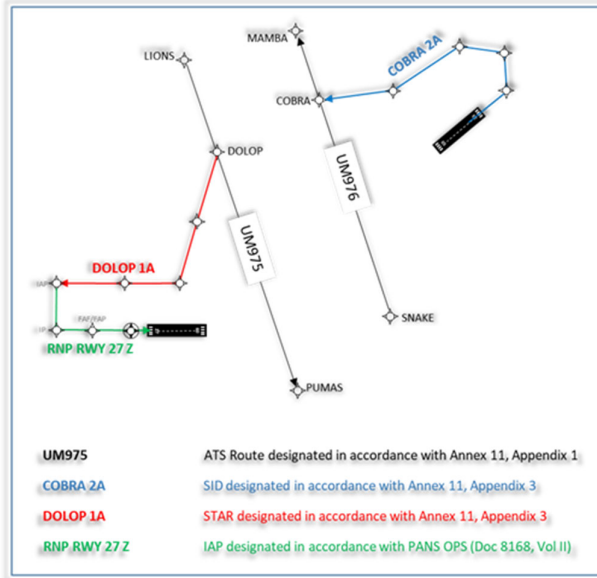 MAMBA
LIONS
COBRA 2A
COBRA
DOLOP
UM976
UM975
DOLOP 1A
IAF
SNAKE
FAF/FAP
RNP RWY 27 Z
PUMAS
UM975 ATS Route designated in accordance with Annex 11, Appendix 1
COBRA 2A SID designated in accordance with Annex 11, Appendix 3
DOLOP 1A STAR designated in accordance with Annex 11, Appendix 3
RNP RWY 27 Z IAP designated in accordance with PANS OPS (Doc 8168, Vol II)